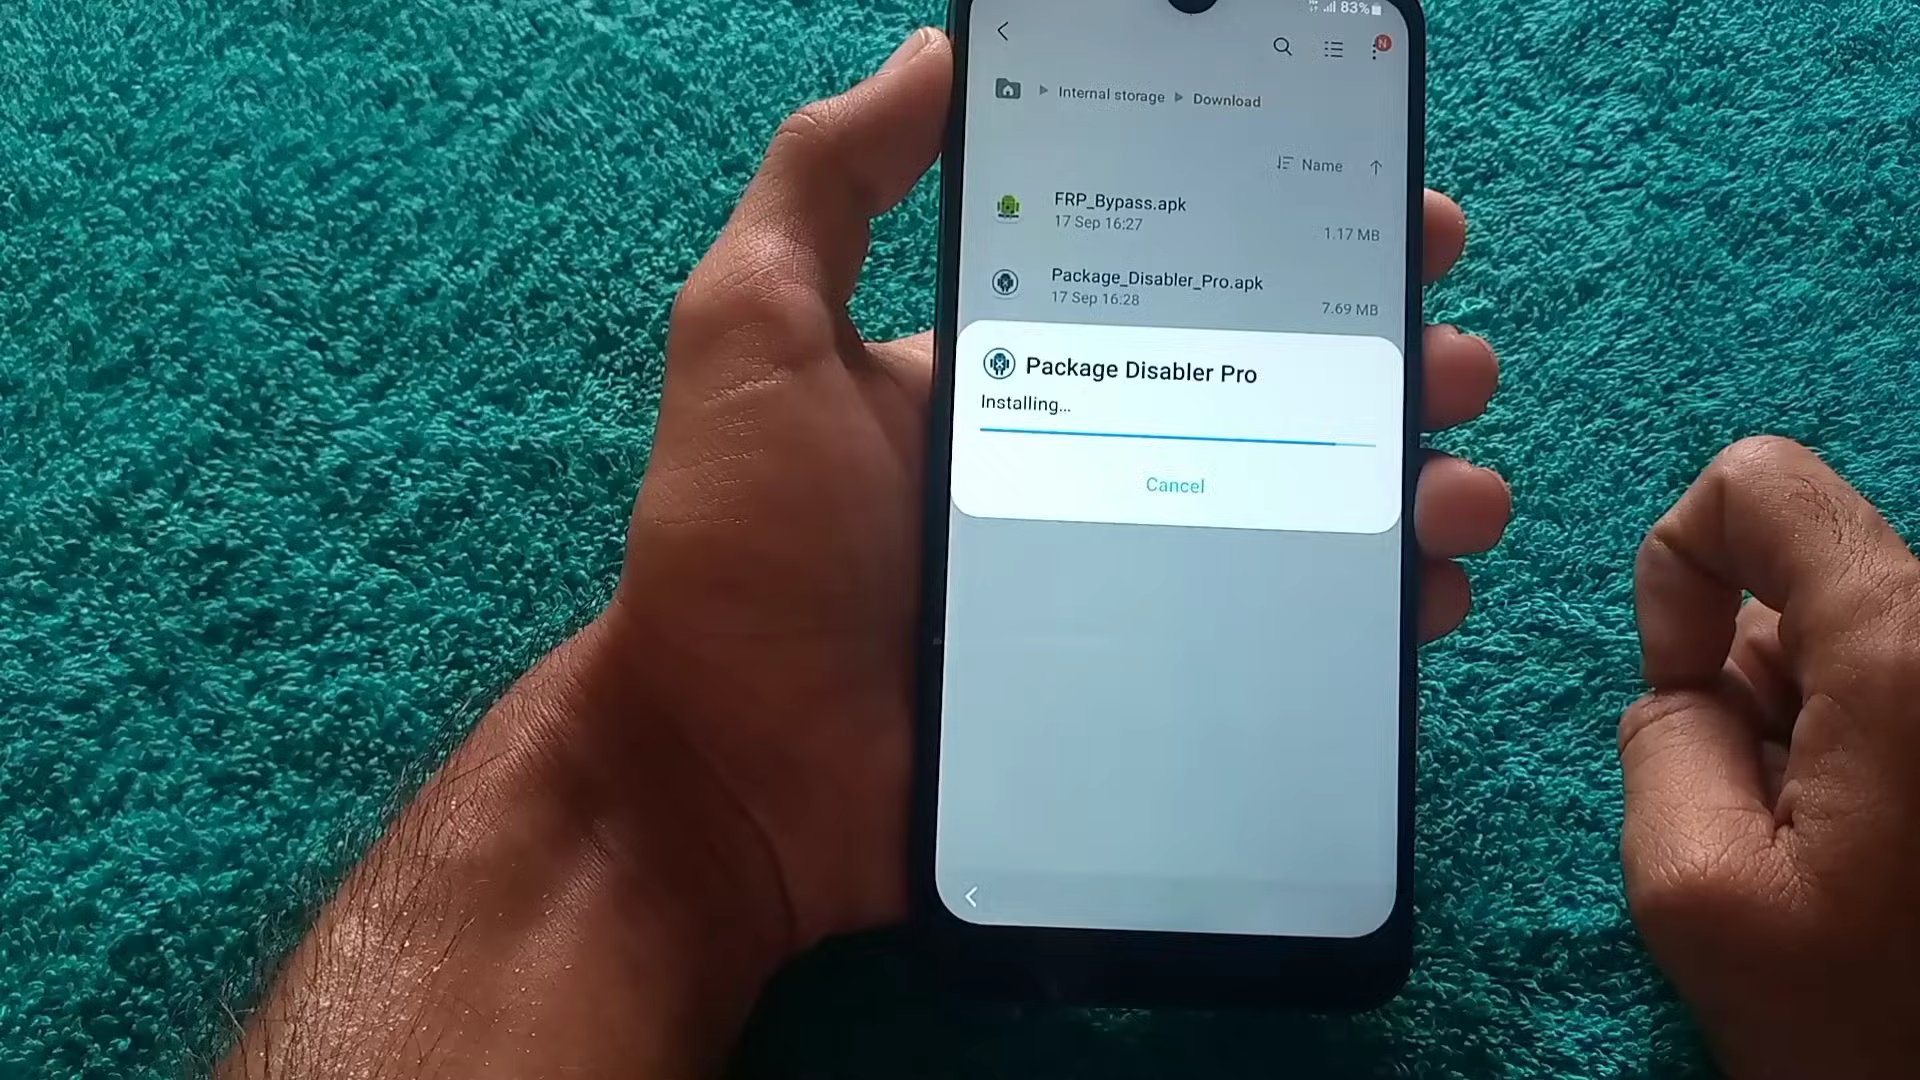 83%
N
Internal storage Download
Name
FRP_Bypass.apk
17 Sep 16:27
1.17 MB
Package_Disabler_Pro.apk
17 Sep 16:28
7.69 MB
Package Disabler Pro
Installing...
Cancel